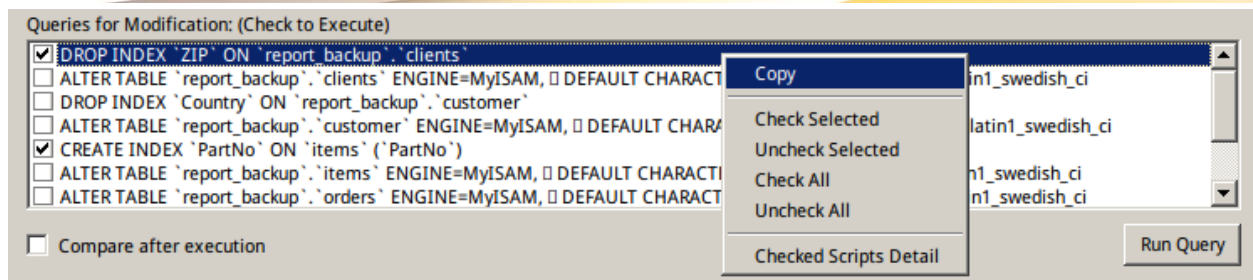 Queries for Modification: (Check to Execute)
DROP INDEX `ZIP` ON `report_backup`.`clients`
ALTER TABLE `report_backup`.`clients` ENGINE=MyISAM, DEFAULT CHARACT in1_swedish_ci
DROP INDEX `Country` ON `report_backup`.`customer`
ALTER TABLE `report_backup`.`customer` ENGINE=MyISAM, DEFAULT CHARA latin1_swedish_ci
CREATE INDEX `PartNo` ON `items` (`PartNo`)
ALTER TABLE `report_backup`.`items` ENGINE=MyISAM, DEFAULT CHARACTI n1_swedish_ci
ALTER TABLE `report_backup`.`orders` ENGINE=MyISAM, DEFAULT CHARACT in1_swedish_ci
Copy
Check Selected
Uncheck Selected
Check All
Uncheck All
Checked Scripts Detail
Compare after execution
Run Query